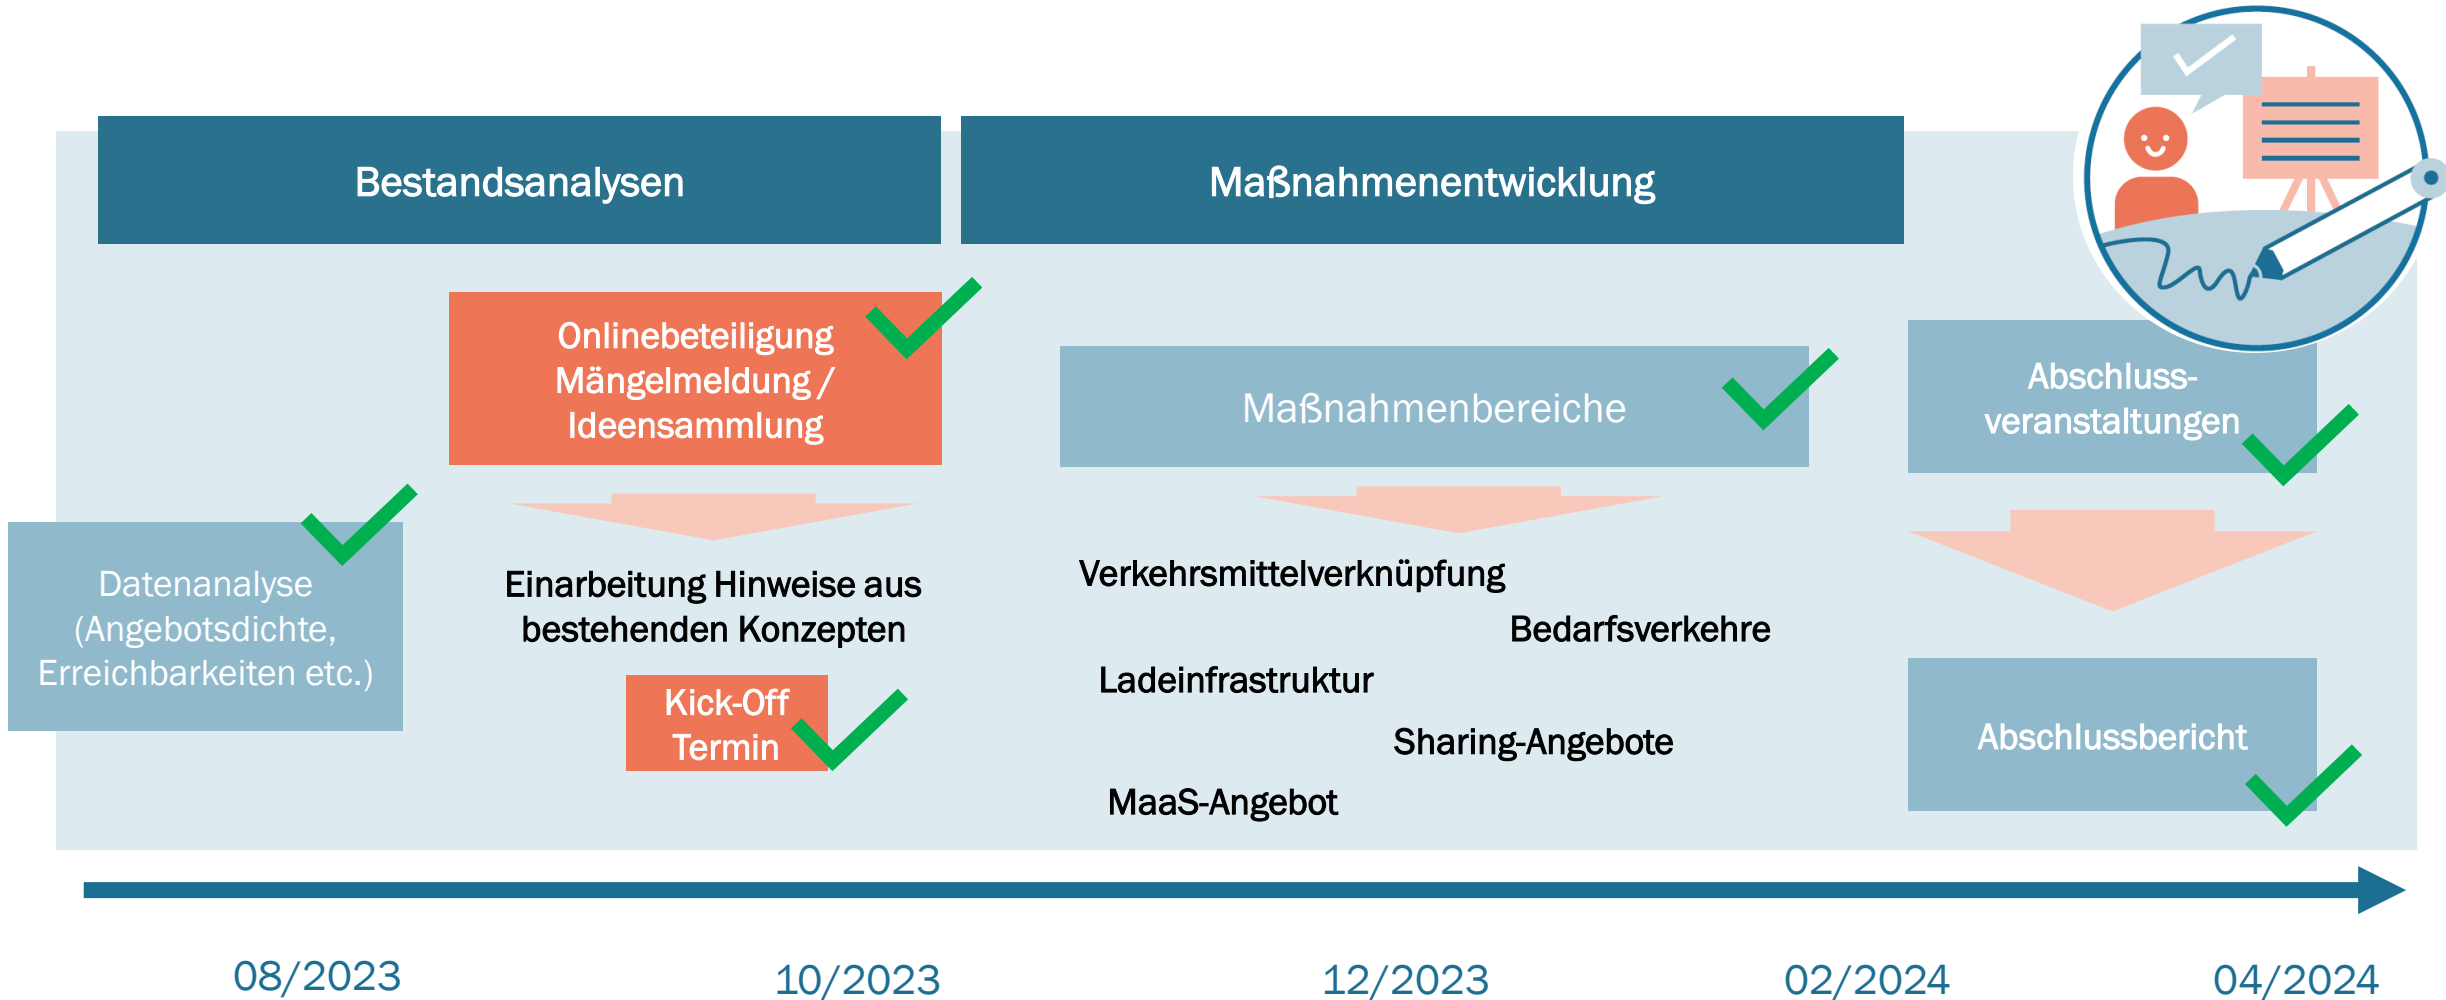 Bestandsanalysen
Maßnahmenentwicklung
Onlinebeteiligung
Mängelmeldung /
Ideensammlung
Datenanalyse
(Angebotsdichte,
Erreichbarkeiten etc.)
Einarbeitung Hinweise aus
bestehenden Konzepten
Kick-Off
Termin
Maßnahmenbereiche
Verkehrsmittelverknüpfung
Bedarfsverkehre
Ladeinfrastruktur
Sharing-Angebote
MaaS-Angebot
Abschluss-
veranstaltungen
Abschlussbericht
08/2023
10/2023
12/2023
02/2024
04/2024